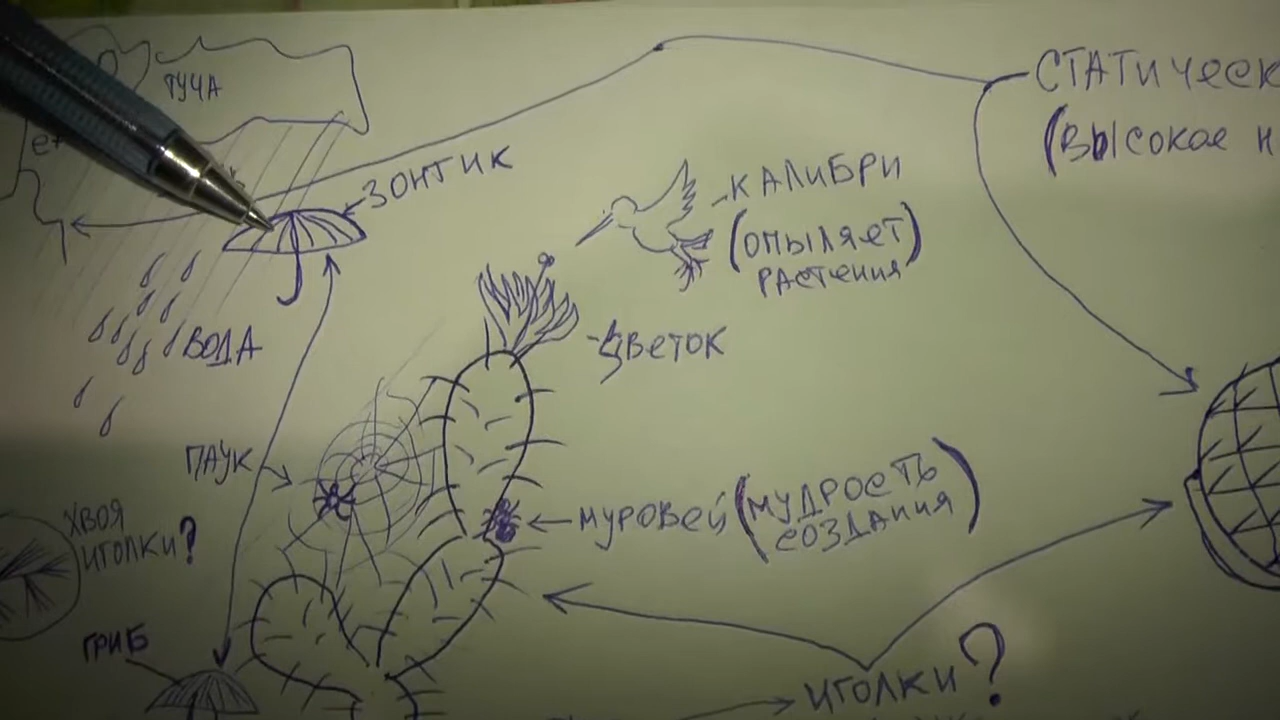 ТУЧА
СТАТИЧЕСК
(ВЫСОКОЕ Н
ЗОНТИК
КАЛИБРИ
(ОПЫЛЯЕТ
РАСТЕНИЯ)
ВОДА
ЦВЕТОК
ПАУК
МУРОВЕЙ (МУДРОСТЬ
СОЗДАНИЯ)
ХВОЯ
ИГОЛКИ?
ГРИБ
ИГОЛКИ?